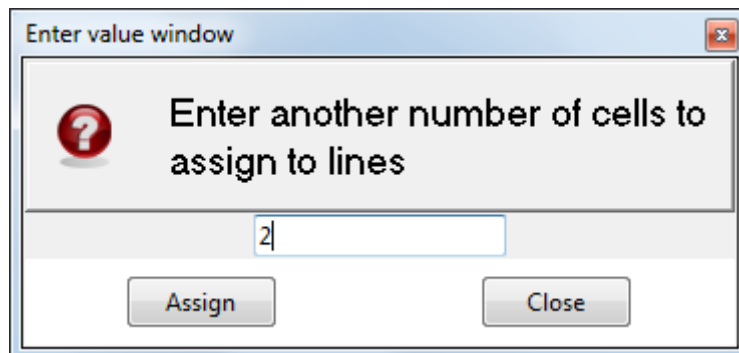 Enter value window
Enter another number of cells to
assign to lines
2
Assign Close